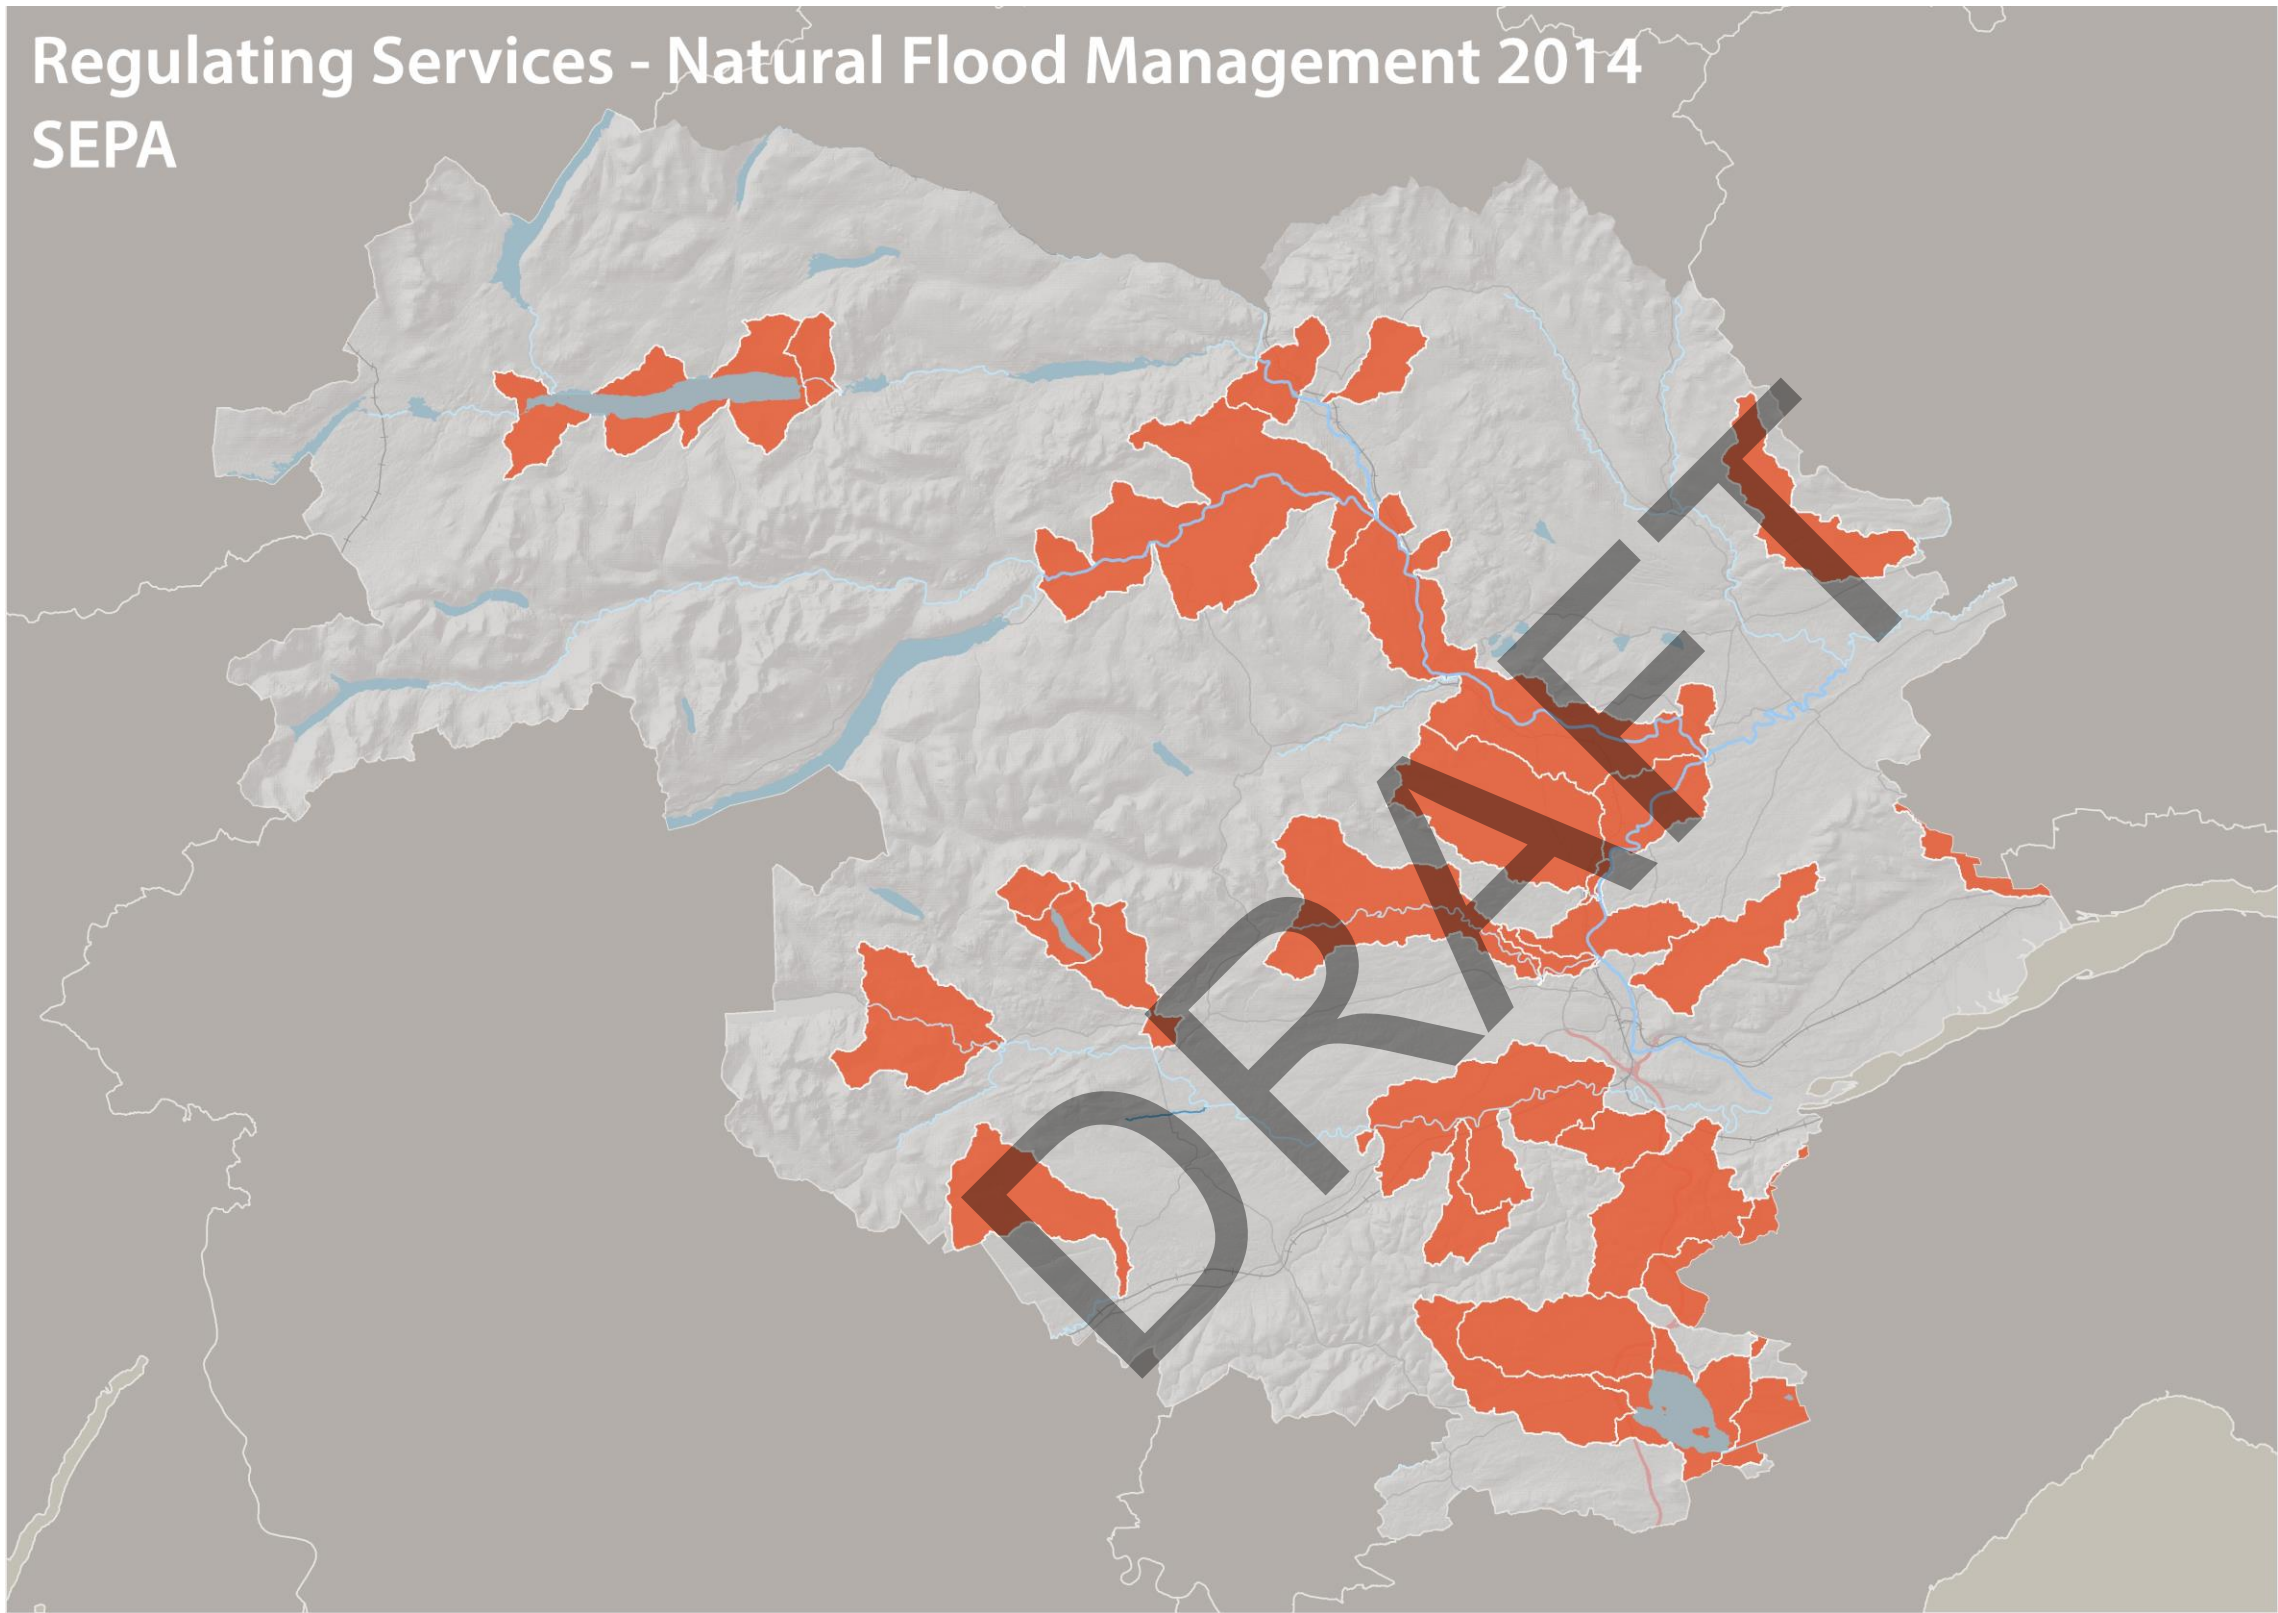 Regulating Services - Natural Flood Management 2014
SEPA
DRAFT